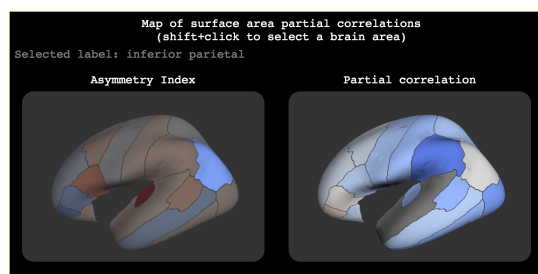 Map of surface area partial correlations
(shift+click to select a brain area)
Selected label: inferior parietal
Asymmetry Index
Partial correlation